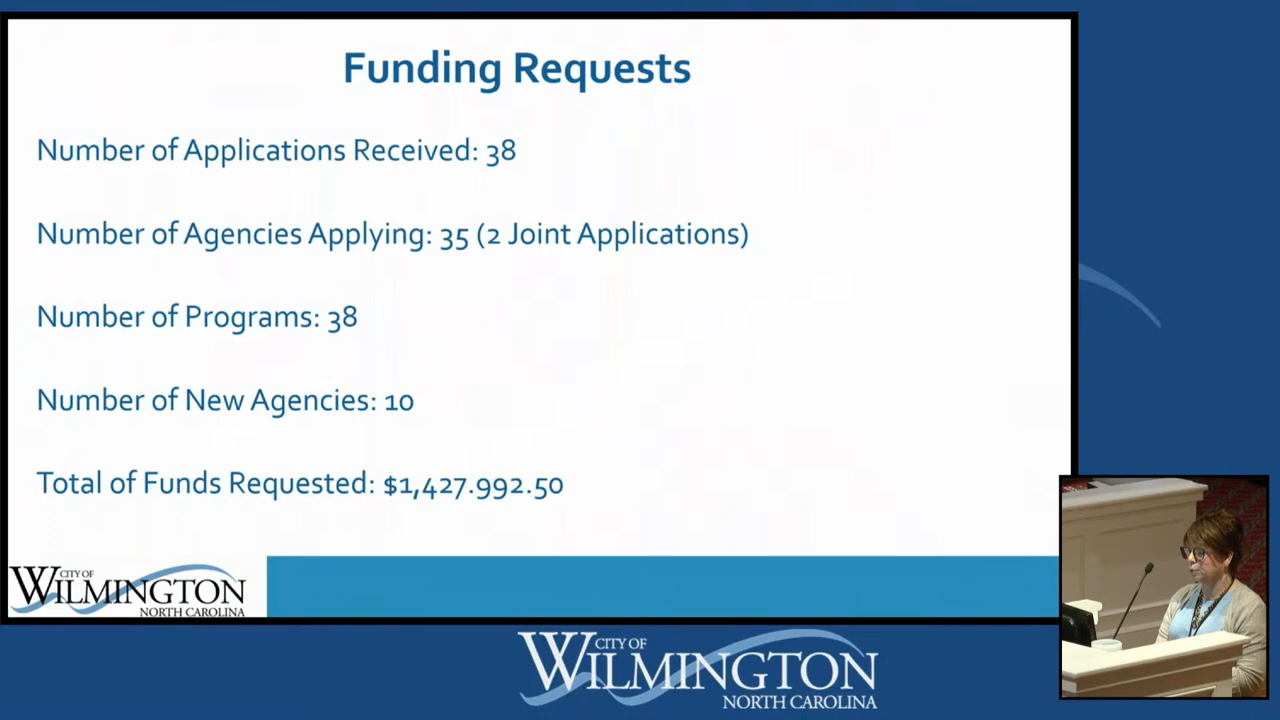 Funding Requests
Number of Applications Received: 38
Number of Agencies Applying: 35 (2 Joint Applications)
Number of Programs: 38
Number of New Agencies: 10
Total of Funds Requested: $1,427.992.50
CITY OF
WILMINGTON
NORTH CAROLINA
CITY OF
WILMINGTON
NORTH CAROLINA